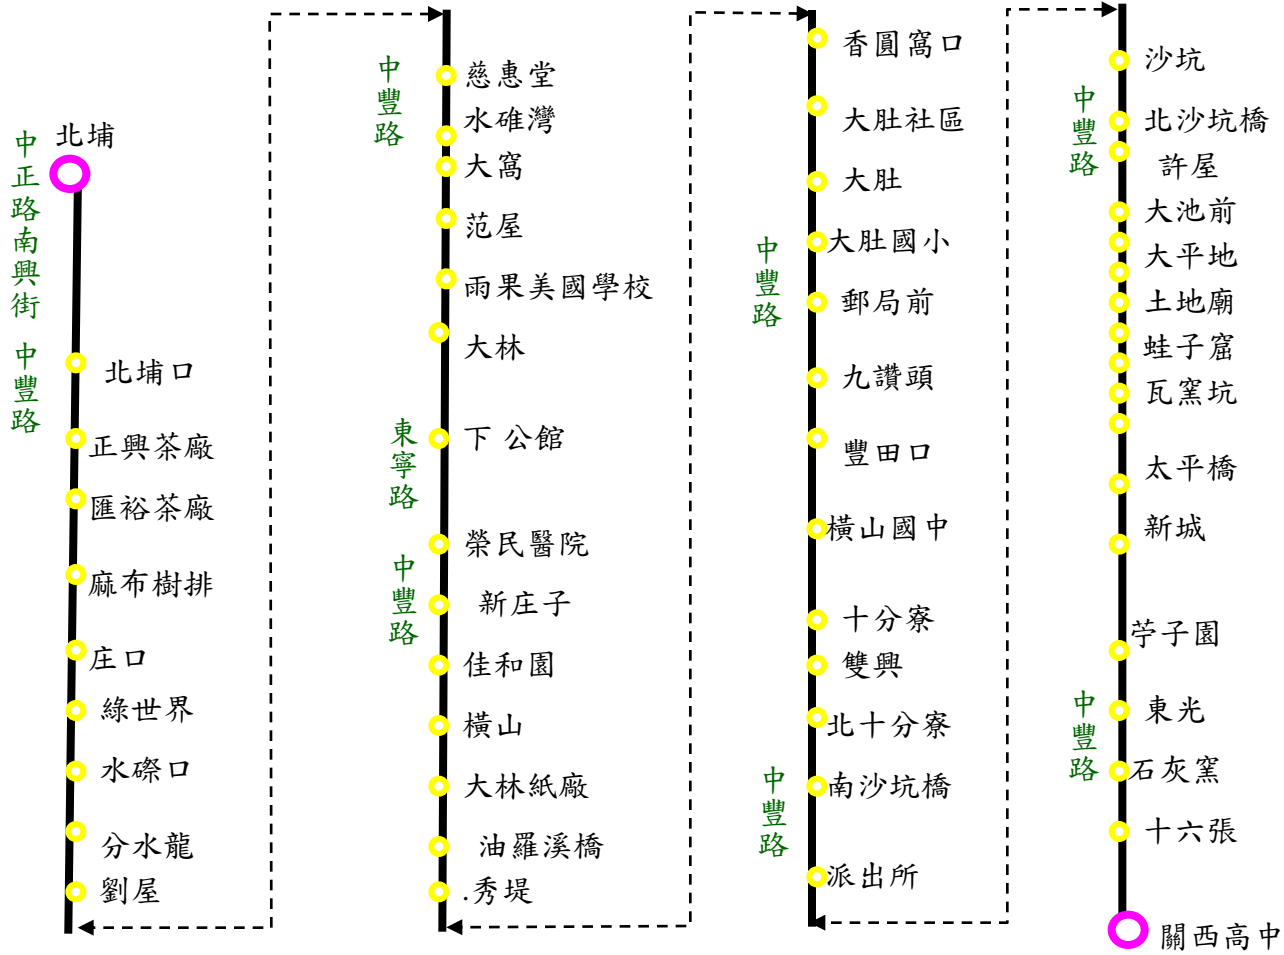 中正路南興街
中豐路
北埔
北埔口
正興茶廠
匯裕茶廠
麻布樹排
庄口
綠世界
水磜口
分水龍
劉屋
中豐路
東寧路
中豐路
慈惠堂
水碓灣
大窩
范屋
雨果美國學校
大林
下 公館
榮民醫院
新庄子
佳和園
橫山
大林紙廠
油羅溪橋
.秀堤
中豐路
中豐路
香圓窩口
大肚社區
大肚
大肚國小
郵局前
九讚頭
豐田口
橫山國中
十分寮
雙興
北十分寮
南沙坑橋
派出所
中豐路
中豐路
沙坑
北沙坑橋
許屋
大池前
大平地
土地廟
蛙子窟
瓦窯坑
太平橋
新城
苧子園
東光
石灰窯
十六張
關西高中